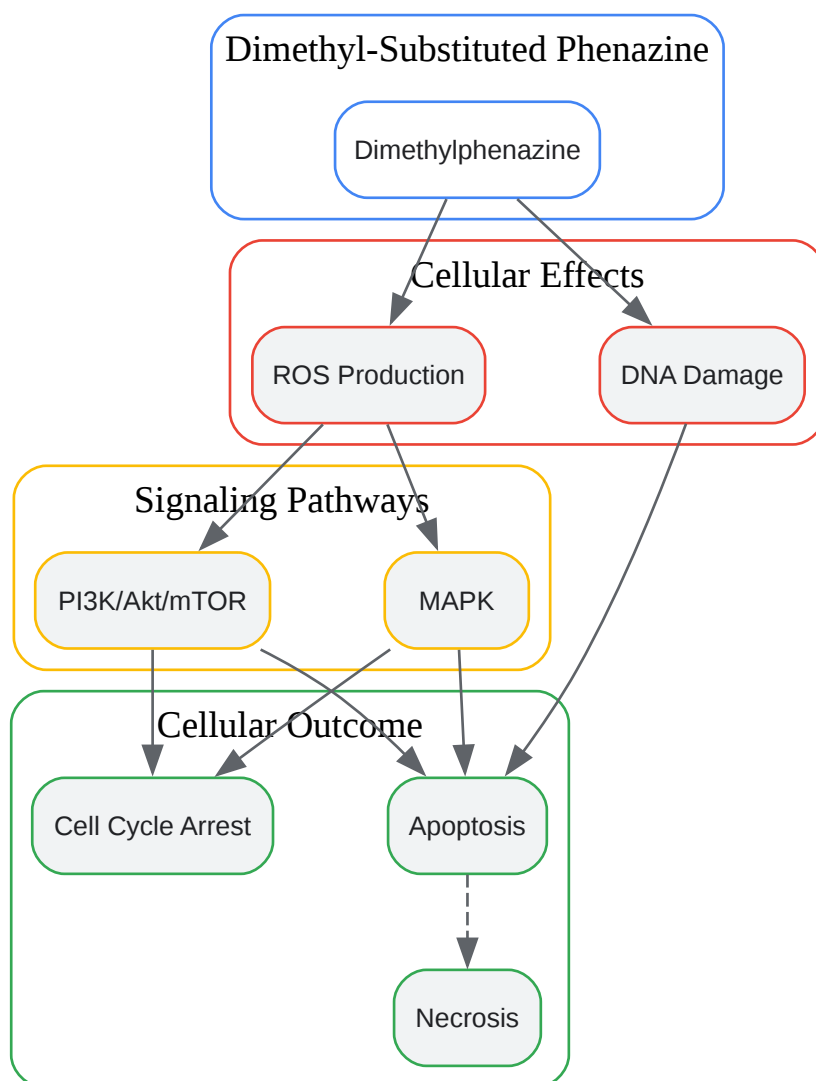 Dimethyl-Substituted Phenazine
Dimethylphenazine
Cellular Effects
ROS Production
DNA Damage
Signaling Pathways
PI3K/Akt/mTOR
MAPK
Cellular Outcome
Cell Cycle Arrest
Apoptosis
Necrosis